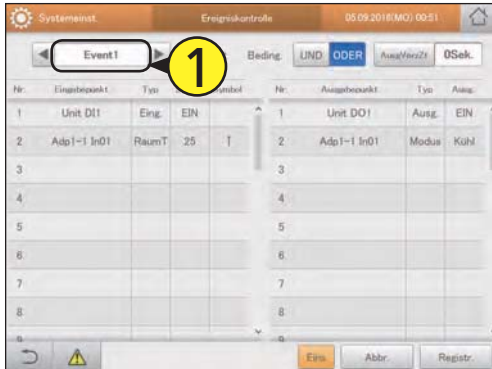 Systemeinst. Ereigniskontrolle 05.09.2016(MO) 00:51
Event1 1 Beding. UND ODER AusgVerzZt 0Sek.
Nr. Eingabepunkt Typ Symbol Nr. Ausgabepunkt Typ Ausg.
1 Unit DI1 Eing. EIN 1 Unit DO1 Ausg. EIN
2 Adp1-1 In01 RaumT 25 ↑ 2 Adp1-1 In01 Modus Kühl
3 3
4 4
5 5
6 6
7 7
8 8
9 9
Eins. Abbr. Registr.